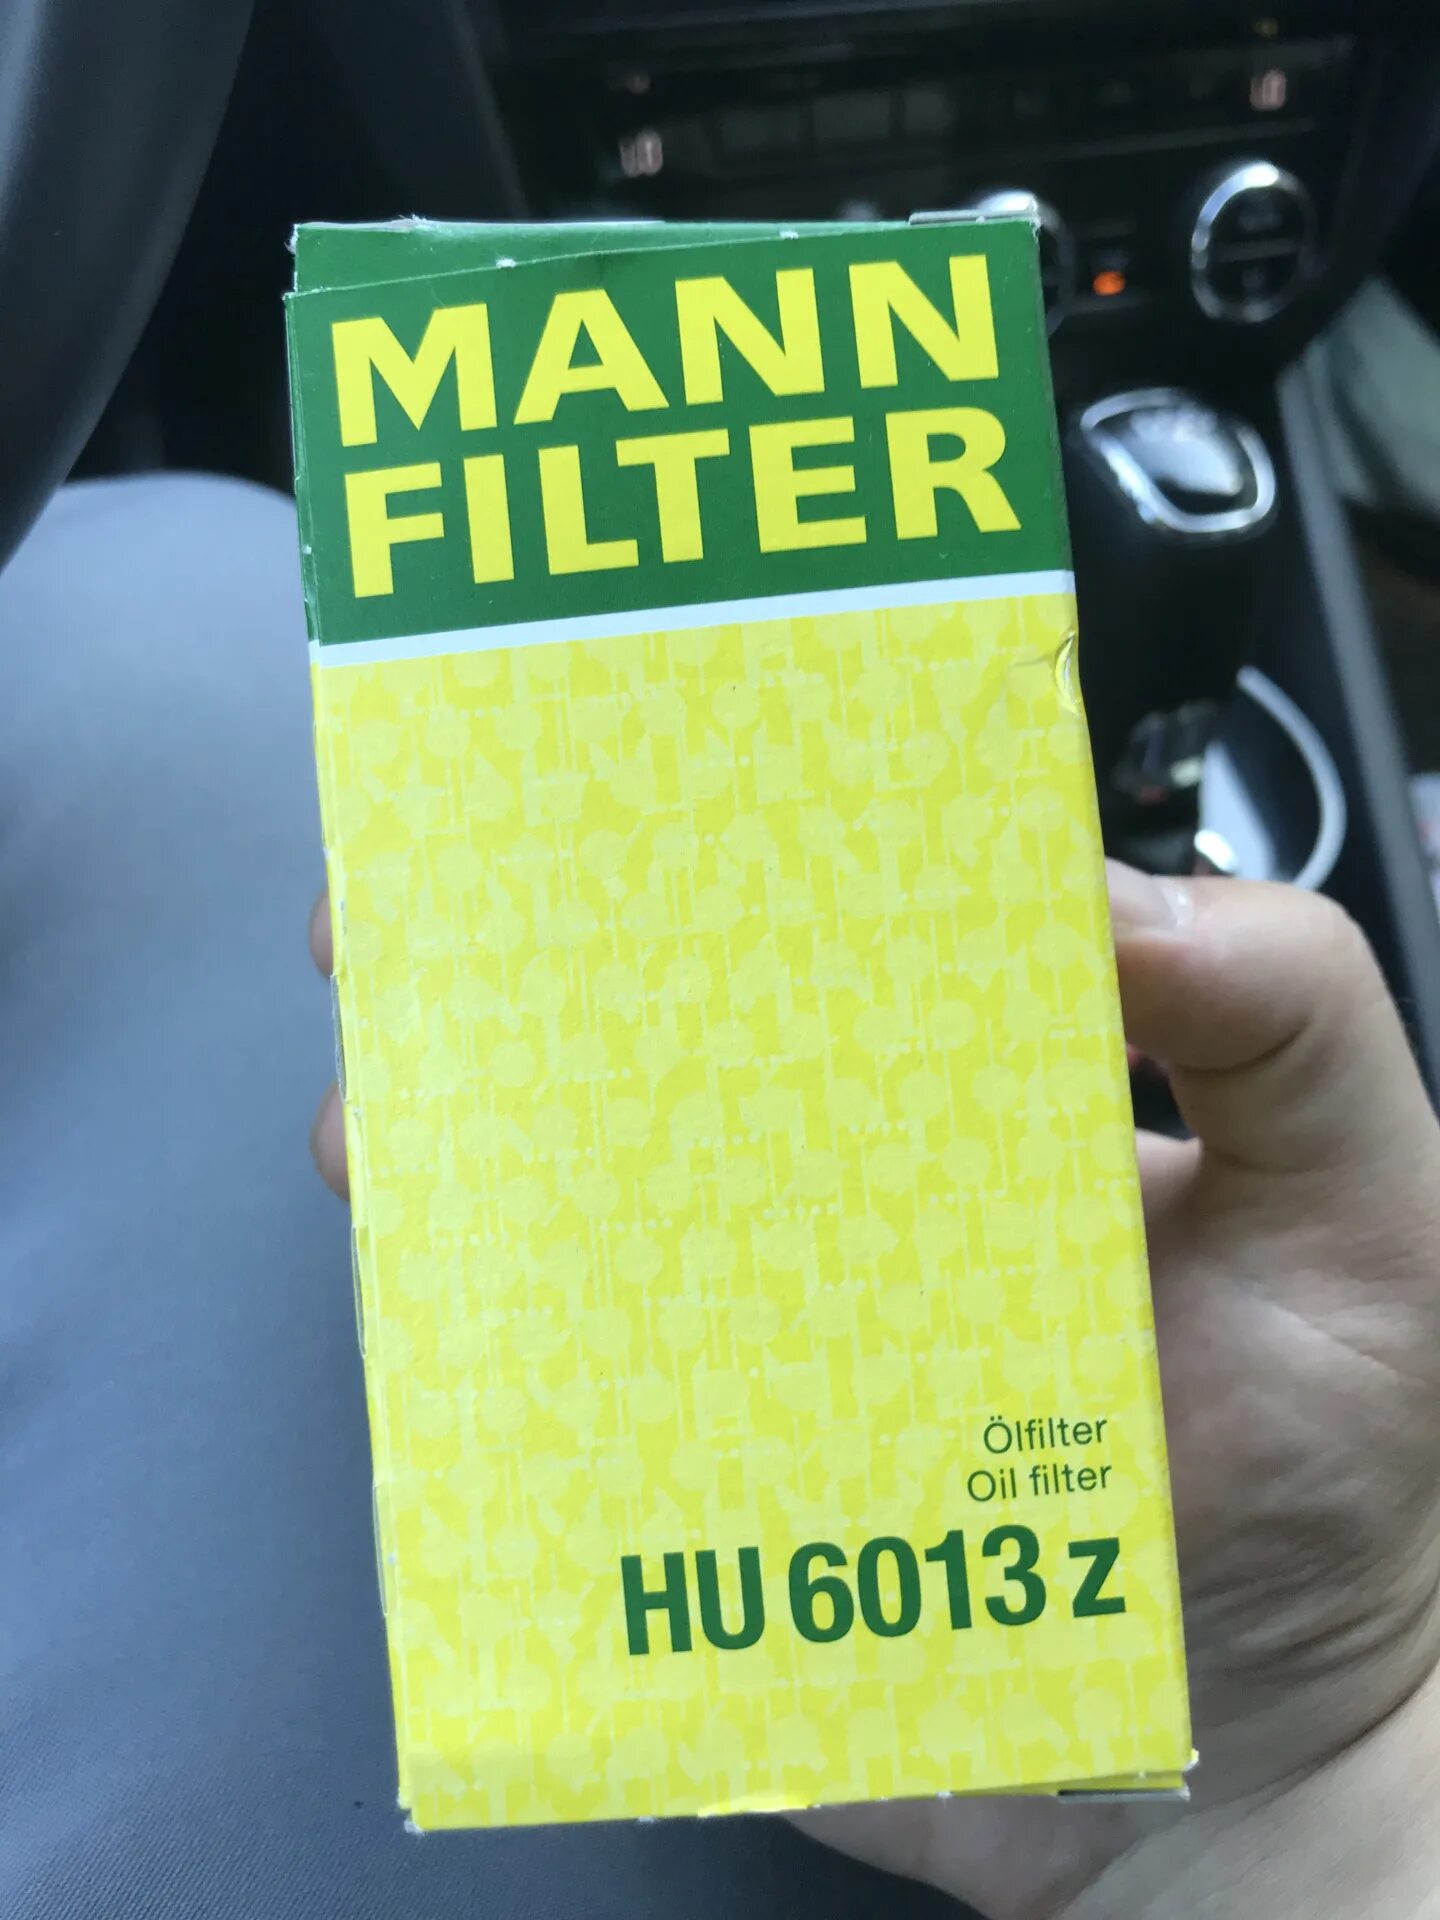 MANN
FILTER
Ölfilter
Oil filter
HU 6013 z